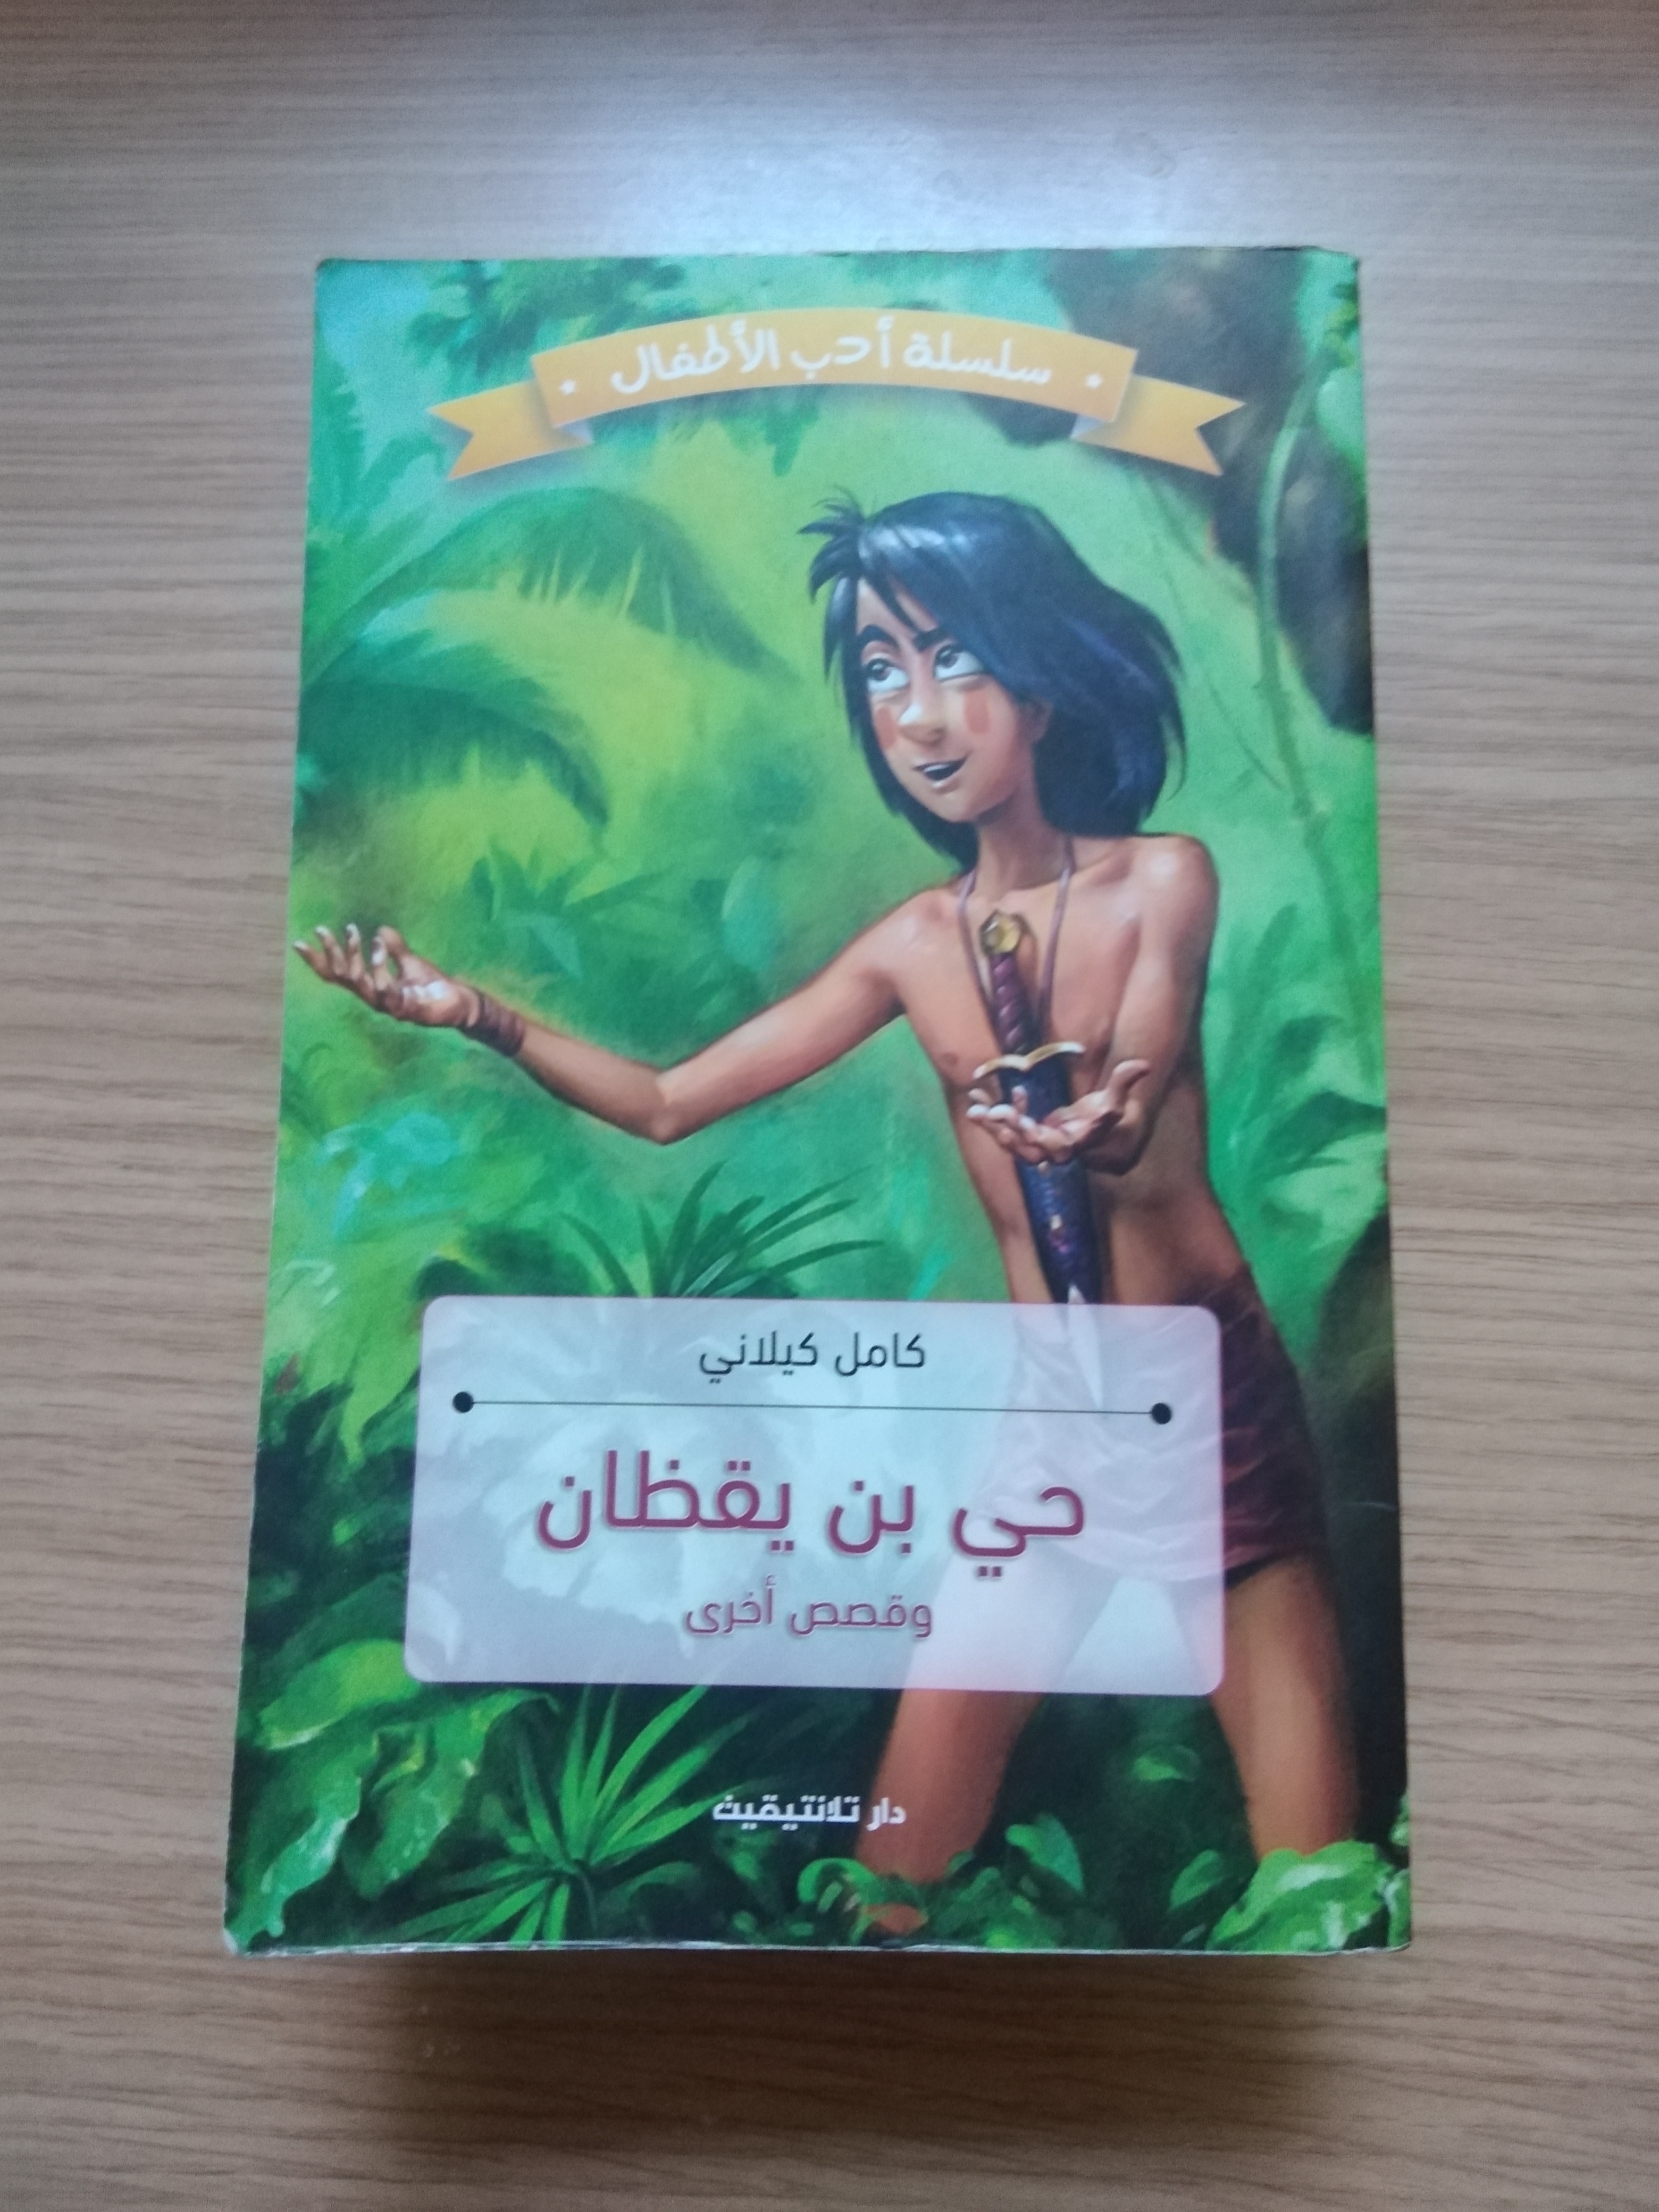 سلسلة أدب الأطفال
كامل كيلاني
حي بن يقظان
وقصص أخرى
دار تلانتيقيت